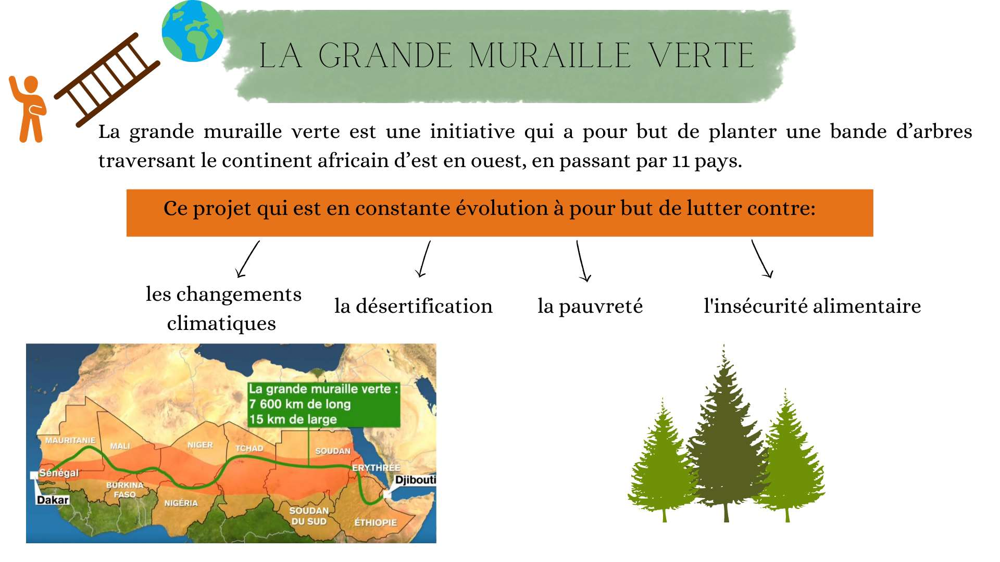 LA GRANDE MURAILLE VERTE
La grande muraille verte est une initiative qui a pour but de planter une bande d’arbres
traversant le continent africain d’est en ouest, en passant par 11 pays.
Ce projet qui est en constante évolution à pour but de lutter contre:
les changements
climatiques
la désertification
la pauvreté
l'insécurité alimentaire
La grande muraille verte :
7 600 km de long
15 km de large
MAURITANIE
MALI
NIGER
TCHAD
SOUDAN
ERYTHRÉE
Sénégal
Djibouti
BURKINA
FASO
Dakar
NIGÉRIA
SOUDAN
DU SUD
ÉTHIOPIE